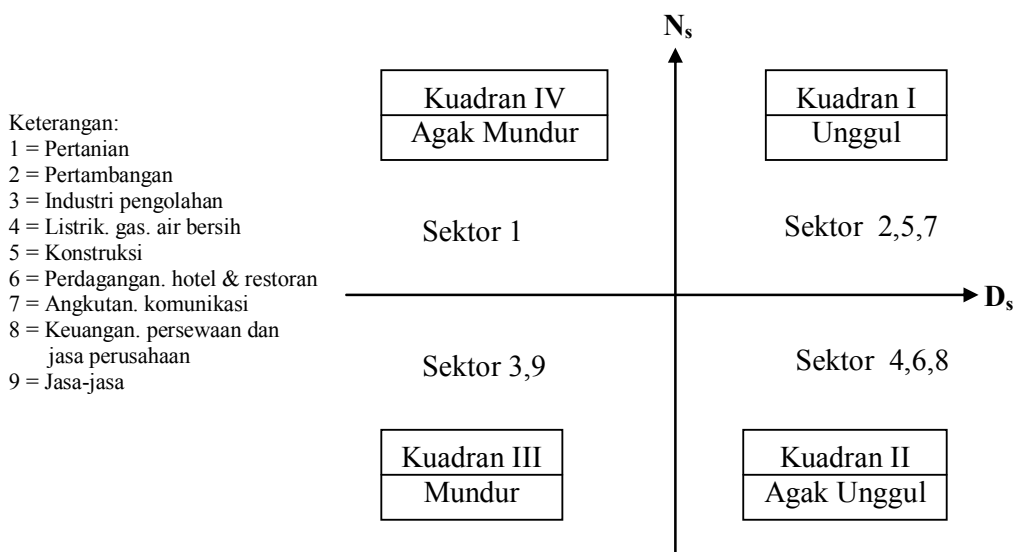 Keterangan:
1 = Pertanian
2 = Pertambangan
3 = Industri pengolahan
4 = Listrik. gas. air bersih
5 = Konstruksi
6 = Perdagangan. hotel & restoran
7 = Angkutan. komunikasi
8 = Keuangan. persewaan dan
jasa perusahaan
9 = Jasa-jasa
Ns
Kuadran IV
Agak Mundur
Kuadran I
Unggul
Sektor 1
Sektor 2,5,7
Ds
Sektor 3,9
Sektor 4,6,8
Kuadran III
Mundur
Kuadran II
Agak Unggul